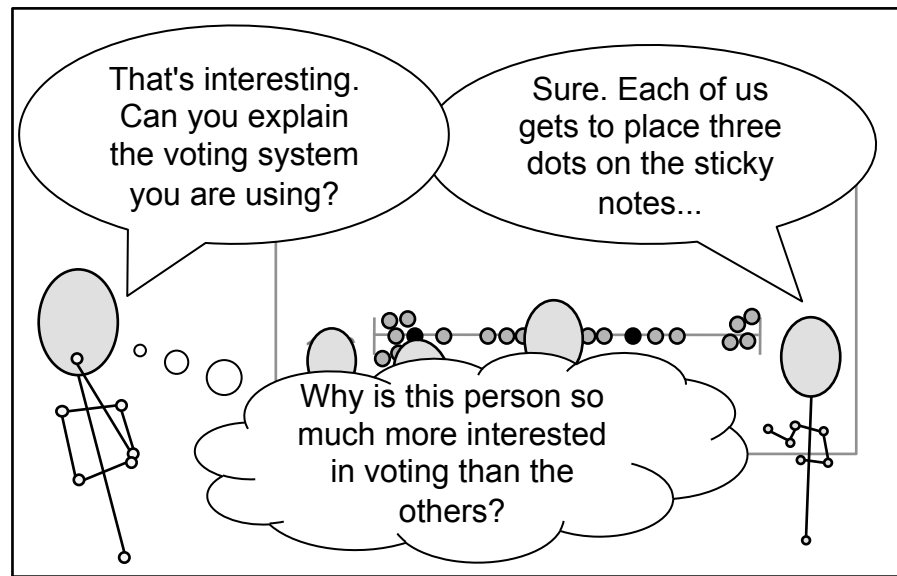 That's interesting.
Can you explain
the voting system
you are using?
Sure. Each of us
gets to place three
dots on the sticky
notes...
Why is this person so
much more interested
in voting than the
others?